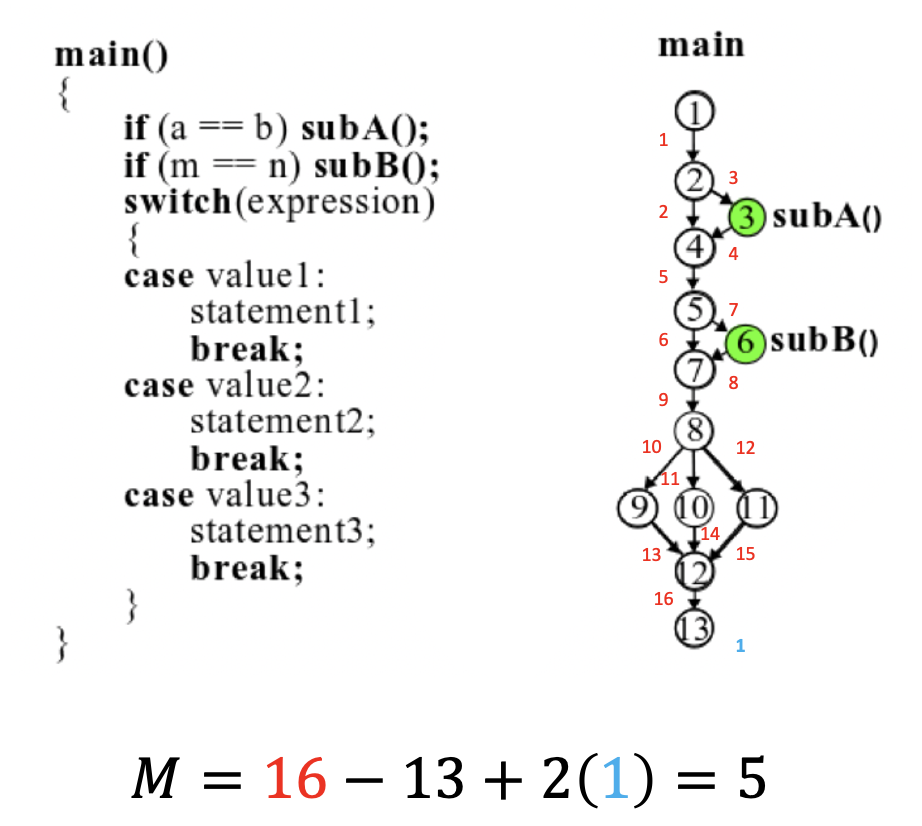 main()
{
if (a == b) subA();
if (m == n) subB();
switch(expression)
{
case value1:
statement1;
break;
case value2:
statement2;
break;
case value3:
statement3;
break;
}
}
main
1
1
2
3
2
3 subA()
4
4
5
5
7
6
6 subB()
7
8
9
8
10
12
11
9
10
11
14
13
15
12
16
13
1
M = 16 − 13 + 2(1) = 5